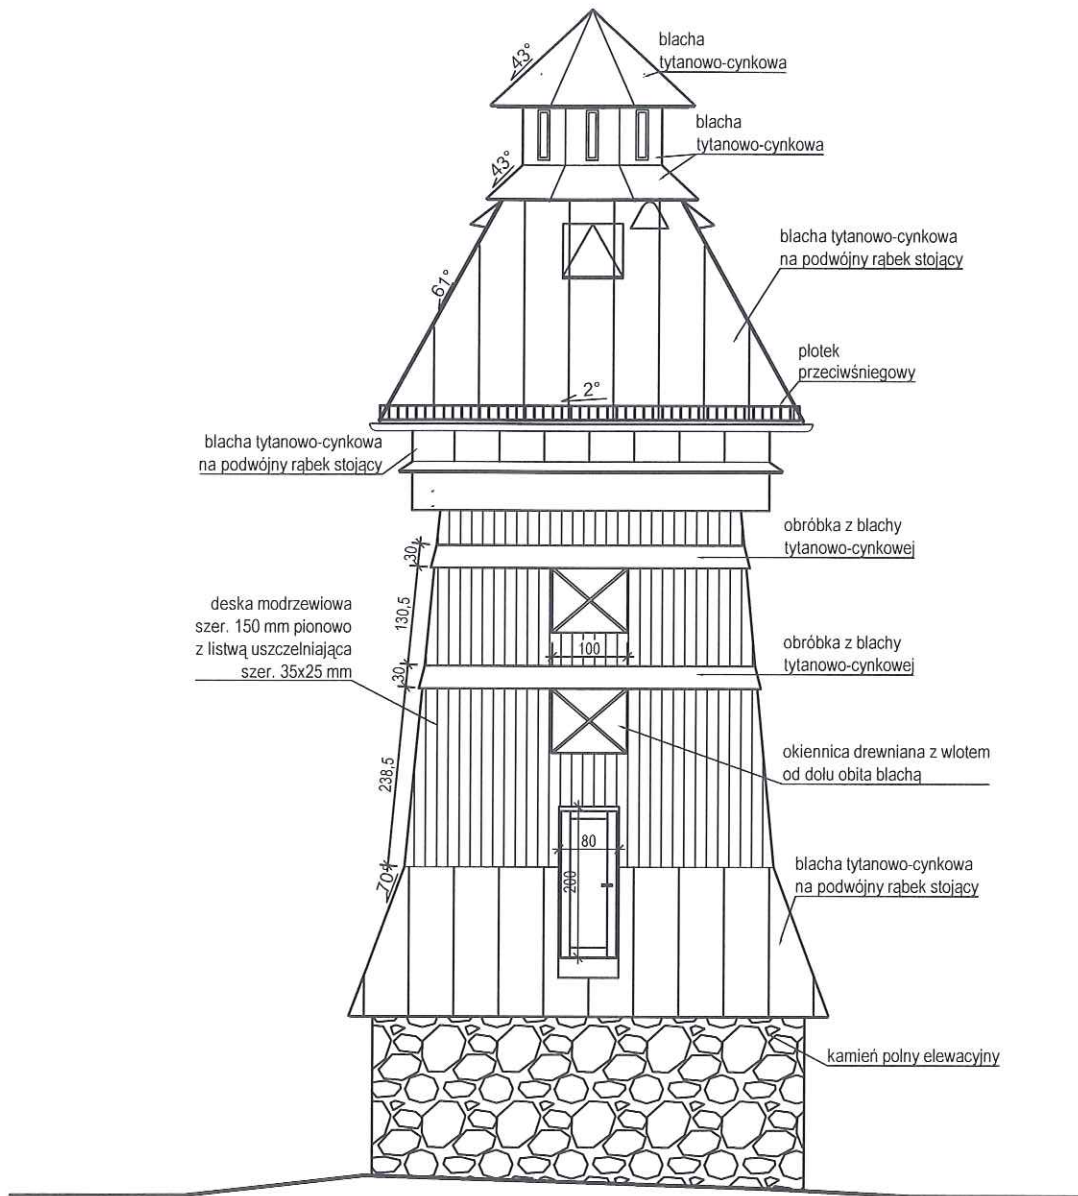 43°
blacha
tytanowo-cynkowa
blacha
tytanowo-cynkowa
43°
blacha tytanowo-cynkowa
na podwójny rąbek stojący
61°
płotek
przeciwśniegowy
2°
blacha tytanowo-cynkowa
na podwójny rąbek stojący
obróbka z blachy
tytanowo-cynkowej
30
130,5
deska modrzewiowa
szer. 150 mm pionowo
z listwą uszczelniająca
szer. 35x25 mm
100
obróbka z blachy
tytanowo-cynkowej
30
238,5
okiennica drewniana z wlotem
od dołu obita blachą
80
200
70°
blacha tytanowo-cynkowa
na podwójny rąbek stojący
kamień polny elewacyjny